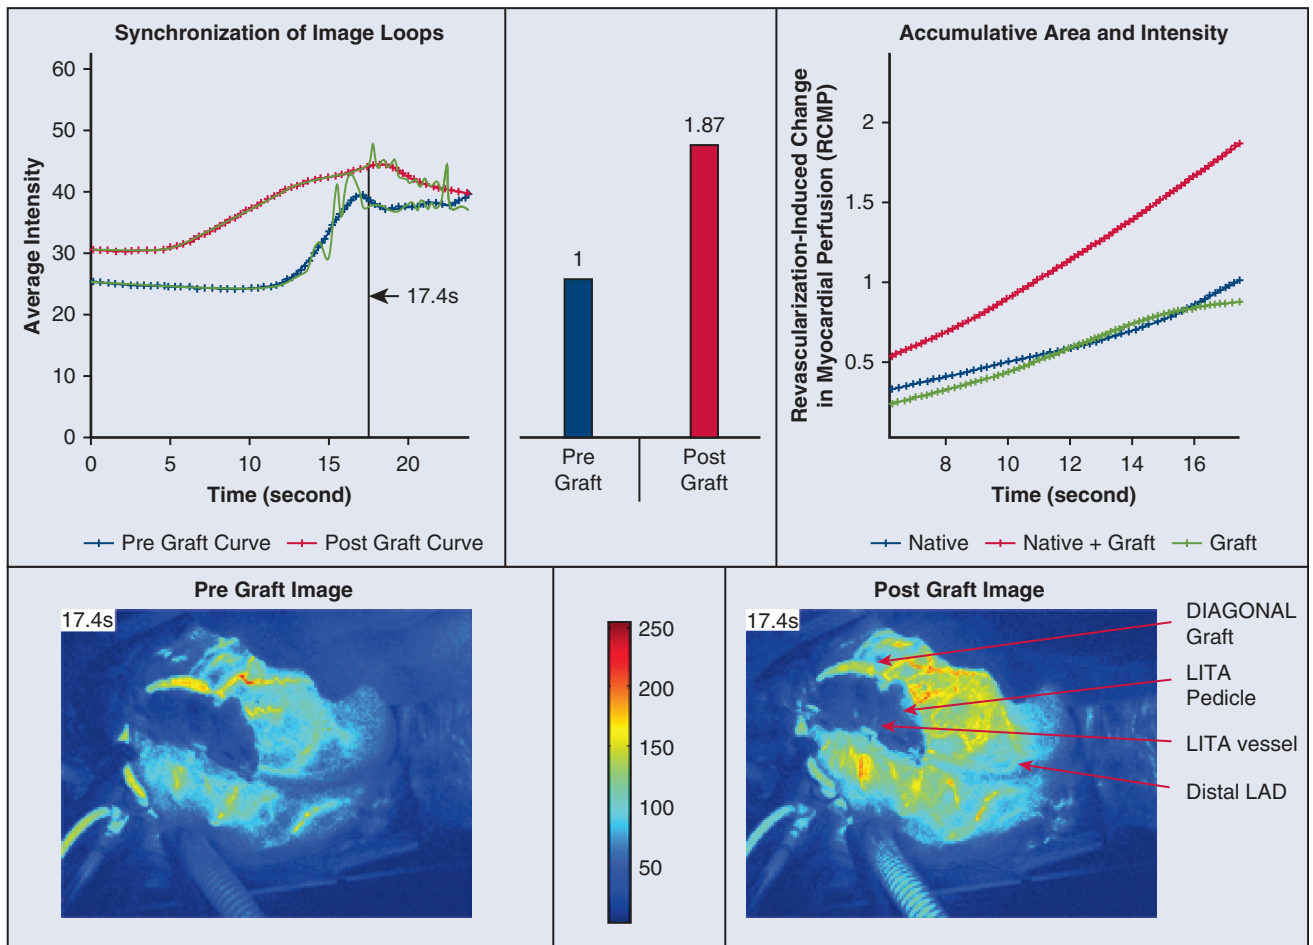 Synchronization of Image Loops
Average Intensity
60
50
40
30
20
10
0
0 5 10 15 20
17.4s
Time (second)
Pre Graft Curve Post Graft Curve
1
1.87
Pre
Graft
Post
Graft
Accumulative Area and Intensity
Revascularization-Induced Change
in Myocardial Perfusion (RCMP)
2
1.5
1
0.5
8 10 12 14 16
Time (second)
Native Native + Graft Graft
Pre Graft Image
17.4s
250
200
150
100
50
Post Graft Image
17.4s
DIAGONAL
Graft
LITA
Pedicle
LITA vessel
Distal LAD